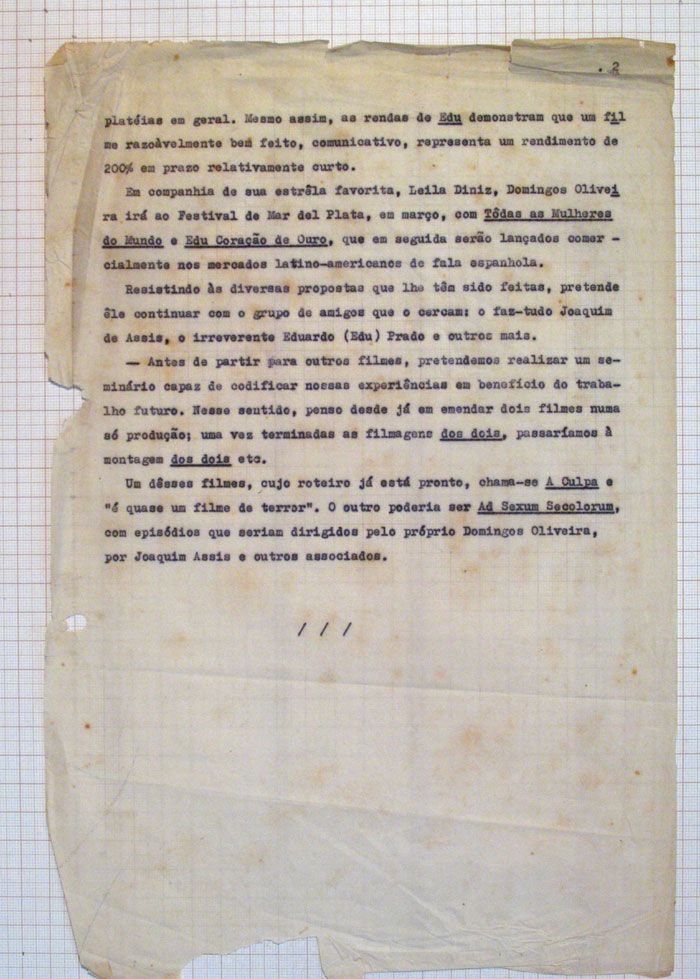 . 2
platéias em geral. Mesmo assim, as rendas de Edu demonstram que um fil
me razoàvelmente bem feito, comunicativo, representa um rendimento de
200% em prazo relativamente curto.
Em companhia de sua estrêla favorita, Leila Diniz, Domingos Olivei
ra irá ao Festival de Mar del Plata, em março, com Tôdas as Mulheres
do Mundo e Edu Coração de Ouro, que em seguida serão lançados comer -
cialmente nos mercados latino-americanos de fala espanhola.
Resistindo às diversas propostas que lhe têm sido feitas, pretende
êle continuar com o grupo de amigos que o cercam: o faz-tudo Joaquim
de Assis, o irreverente Eduardo (Edu) Prado e outros mais.
— Antes de partir para outros filmes, pretendemos realizar um se-
minário capaz de codificar nossas experiências em benefício do traba-
lho futuro. Nesse sentido, penso desde já em emendar dois filmes numa
só produção; uma vez terminadas as filmagens dos dois, passaríamos à
montagem dos dois etc.
Um dêsses filmes, cujo roteiro já está pronto, chama-se A Culpa e
"é quase um filme de terror". O outro poderia ser Ad Sexum Secolorum,
com episódios que seriam dirigidos pelo próprio Domingos Oliveira,
por Joaquim Assis e outros associados.
/ / /